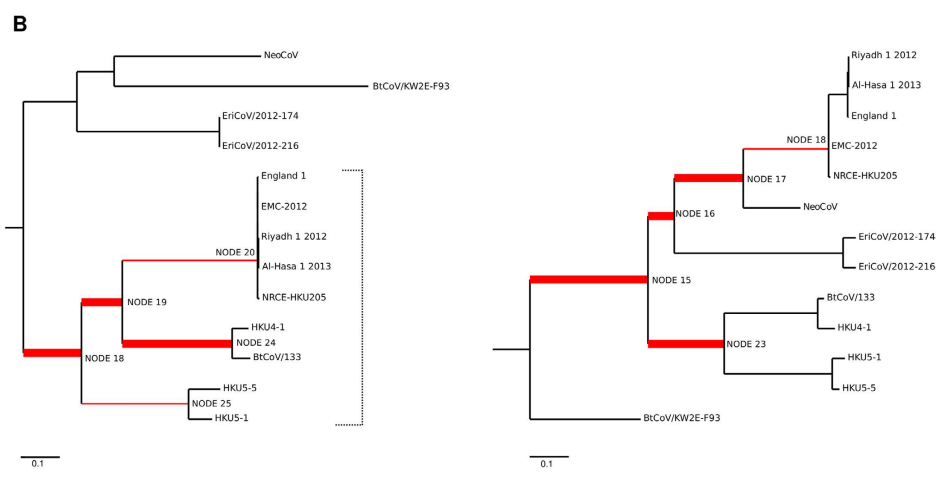 B
NeoCoV
BtCoV/KW2E-F93
EriCoV/2012-174
EriCoV/2012-216
England 1
EMC-2012
Riyadh 1 2012
NODE 20
Al-Hasa 1 2013
NRCE-HKU205
NODE 19
HKU4-1
NODE 24
BtCoV/133
NODE 18
HKU5-5
NODE 25
HKU5-1
0.1
Riyadh 1 2012
Al-Hasa 1 2013
England 1
NODE 18
EMC-2012
NRCE-HKU205
NODE 17
NeoCoV
NODE 16
EriCoV/2012-174
EriCoV/2012-216
NODE 15
BtCoV/133
HKU4-1
NODE 23
HKU5-1
HKU5-5
BtCoV/KW2E-F93
0.1